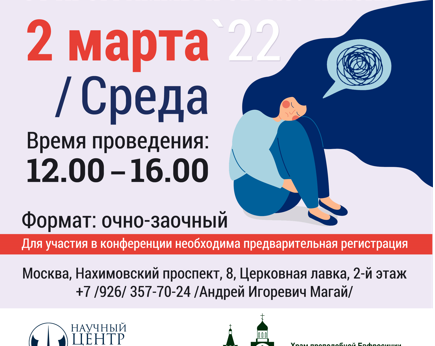 2 марта `22
/ Среда
Время проведения:
12.00 – 16.00
Формат: очно-заочный
Для участия в конференции необходима предварительная регистрация
Москва, Нахимовский проспект, 8, Церковная лавка, 2-й этаж
+7 /926/ 357-70-24 /Андрей Игоревич Магай/
НАУЧНЫЙ
ЦЕНТР
Храм преподобной Евфросинии